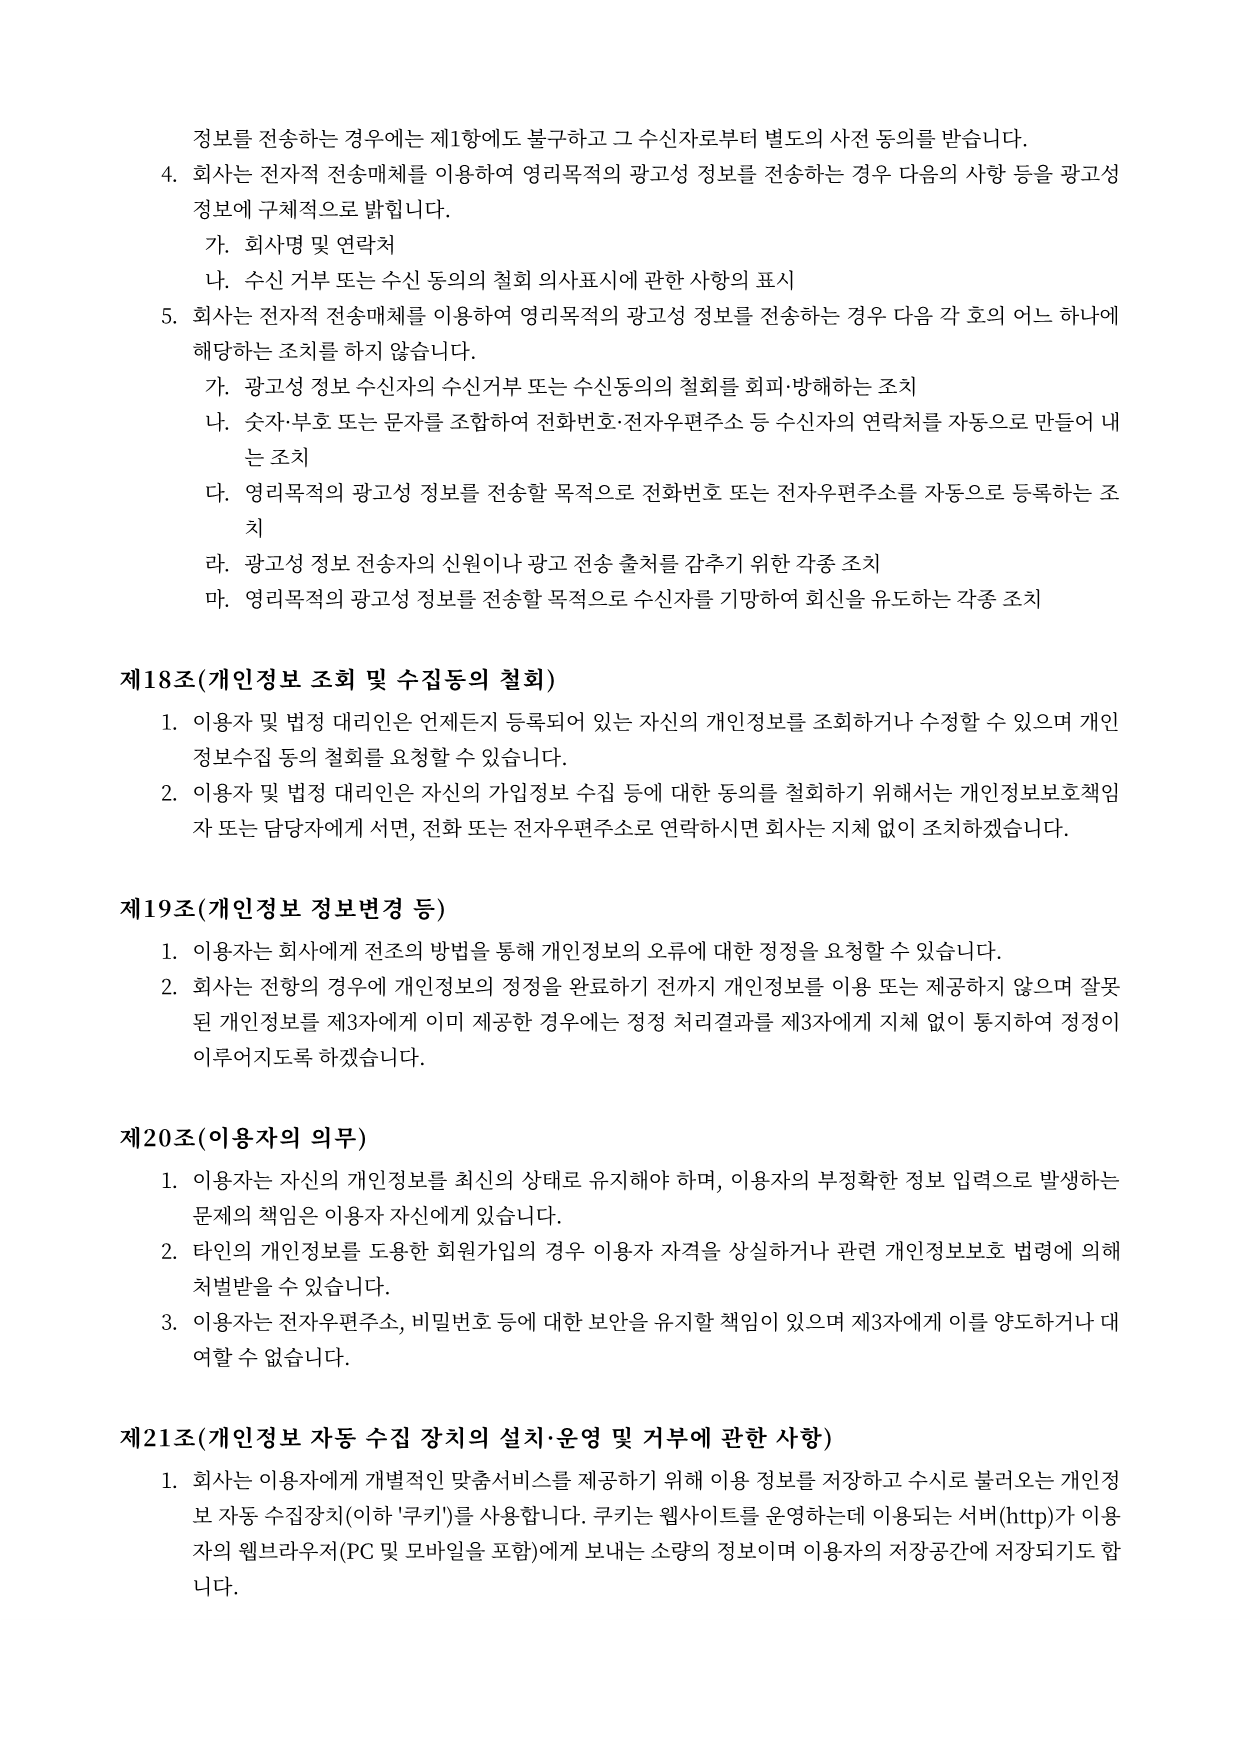 정보를 전송하는 경우에는 제1항에도 불구하고 그 수신자로부터 별도의 사전 동의를 받습니다.
4. 회사는 전자적 전송매체를 이용하여 영리목적의 광고성 정보를 전송하는 경우 다음의 사항 등을 광고성
정보에 구체적으로 밝힙니다.
가. 회사명 및 연락처
나. 수신 거부 또는 수신 동의의 철회 의사표시에 관한 사항의 표시
5. 회사는 전자적 전송매체를 이용하여 영리목적의 광고성 정보를 전송하는 경우 다음 각 호의 어느 하나에
해당하는 조치를 하지 않습니다.
가. 광고성 정보 수신자의 수신거부 또는 수신동의의 철회를 회피·방해하는 조치
나. 숫자·부호 또는 문자를 조합하여 전화번호·전자우편주소 등 수신자의 연락처를 자동으로 만들어 내
는 조치
다. 영리목적의 광고성 정보를 전송할 목적으로 전화번호 또는 전자우편주소를 자동으로 등록하는 조
치
라. 광고성 정보 전송자의 신원이나 광고 전송 출처를 감추기 위한 각종 조치
마. 영리목적의 광고성 정보를 전송할 목적으로 수신자를 기망하여 회신을 유도하는 각종 조치
제18조(개인정보 조회 및 수집동의 철회)
1. 이용자 및 법정 대리인은 언제든지 등록되어 있는 자신의 개인정보를 조회하거나 수정할 수 있으며 개인
정보수집 동의 철회를 요청할 수 있습니다.
2. 이용자 및 법정 대리인은 자신의 가입정보 수집 등에 대한 동의를 철회하기 위해서는 개인정보보호책임
자 또는 담당자에게 서면, 전화 또는 전자우편주소로 연락하시면 회사는 지체 없이 조치하겠습니다.
제19조(개인정보 정보변경 등)
1. 이용자는 회사에게 전조의 방법을 통해 개인정보의 오류에 대한 정정을 요청할 수 있습니다.
2. 회사는 전항의 경우에 개인정보의 정정을 완료하기 전까지 개인정보를 이용 또는 제공하지 않으며 잘못
된 개인정보를 제3자에게 이미 제공한 경우에는 정정 처리결과를 제3자에게 지체 없이 통지하여 정정이
이루어지도록 하겠습니다.
제20조(이용자의 의무)
1. 이용자는 자신의 개인정보를 최신의 상태로 유지해야 하며, 이용자의 부정확한 정보 입력으로 발생하는
문제의 책임은 이용자 자신에게 있습니다.
2. 타인의 개인정보를 도용한 회원가입의 경우 이용자 자격을 상실하거나 관련 개인정보보호 법령에 의해
처벌받을 수 있습니다.
3. 이용자는 전자우편주소, 비밀번호 등에 대한 보안을 유지할 책임이 있으며 제3자에게 이를 양도하거나 대
여할 수 없습니다.
제21조(개인정보 자동 수집 장치의 설치·운영 및 거부에 관한 사항)
1. 회사는 이용자에게 개별적인 맞춤서비스를 제공하기 위해 이용 정보를 저장하고 수시로 불러오는 개인정
보 자동 수집장치(이하 '쿠키')를 사용합니다. 쿠키는 웹사이트를 운영하는데 이용되는 서버(http)가 이용
자의 웹브라우저(PC 및 모바일을 포함)에게 보내는 소량의 정보이며 이용자의 저장공간에 저장되기도 합
니다.